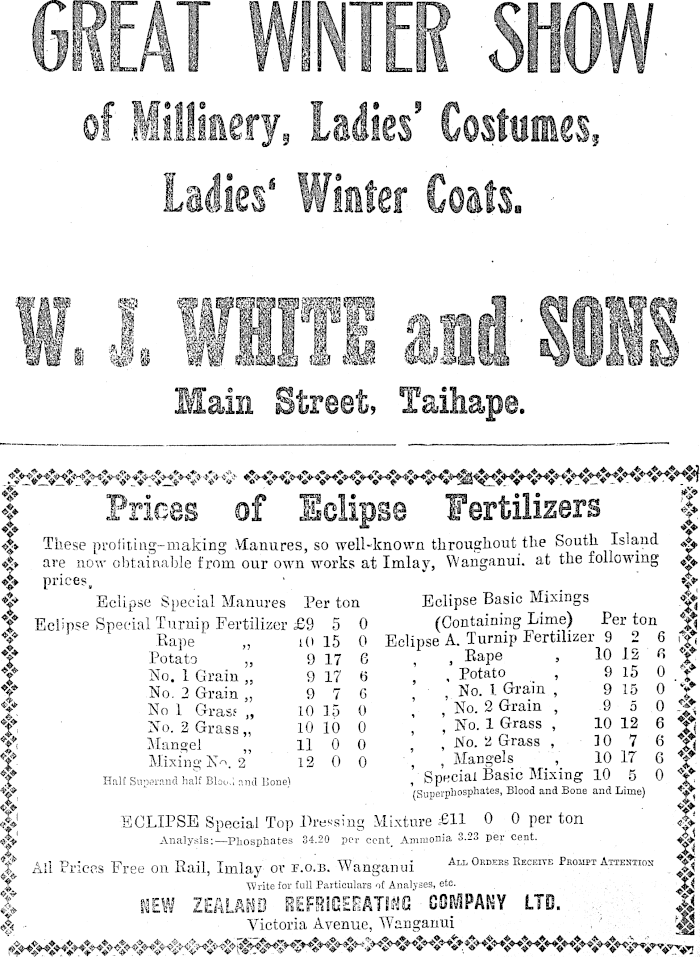 GREAT WINTER SHOW
of Millinery, Ladies' Costumes,
Ladies' Winter Coats.
W. J. WHITE and SONS
Main Street, Taihape.
Prices of Eclipse Fertilizers
These profiting-making Manures, so well-known throughout the South Island
are now obtainable from our own works at Imlay, Wanganui. at the following
prices.
Eclipse Special Manures Per ton
Eclipse Special Turnip Fertilizer £9 5 0
Rape „ 10 15 0
Potato „ 9 17 6
No. 1 Grain „ 9 17 6
No. 2 Grain „ 9 7 6
No 1 Grass „ 10 15 0
No. 2 Grass „ 10 10 0
Mangel „ 11 0 0
Mixing No. 2 12 0 0
Half Super and half Blood and Bone)
Eclipse Basic Mixings
(Containing Lime) Per ton
Eclipse A. Turnip Fertilizer 9 2 6
, , Rape , 10 12 6
, , Potato , 9 15 0
, , No. 1 Grain , 9 15 0
, , No. 2 Grain , 9 5 0
, , No. 1 Grass , 10 12 6
, , No. 2 Grass , 10 7 6
, , Mangels , 10 17 6
, Special Basic Mixing 10 5 0
(Superphosphates, Blood and Bone and Lime)
ECLIPSE Special Top Dressing Mixture £11 0 0 per ton
Analysis:—Phosphates 34.20 per cent Ammonia 3.23 per cent.
All Prices Free on Rail, Imlay or F.O.B. Wanganui
ALL ORDERS RECEIVE PROMPT ATTENTION
Write for full Particulars of Analyses, etc.
NEW ZEALAND REFRIGERATING COMPANY LTD.
Victoria Avenue, Wanganui